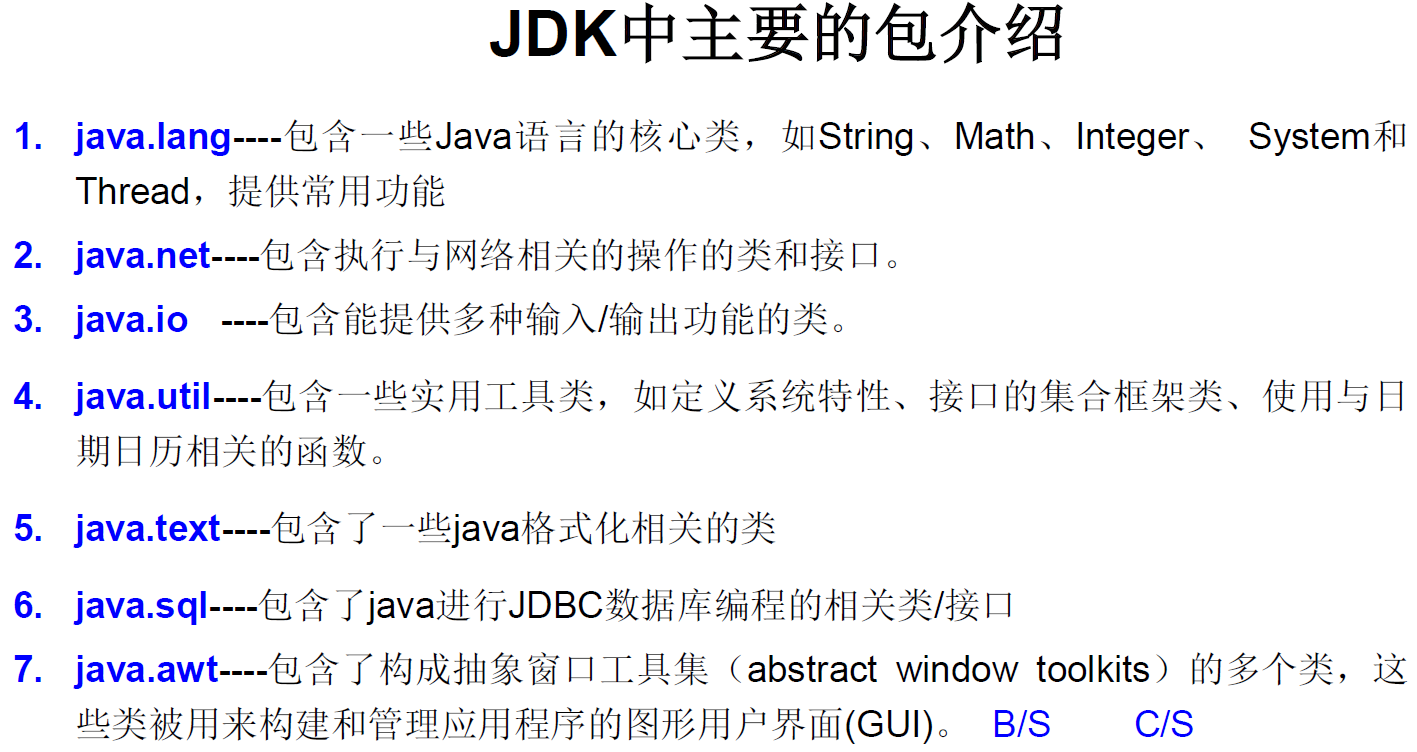 JDK中主要的包介绍
1. java.lang----包含一些Java语言的核心类，如String、Math、Integer、 System和
Thread，提供常用功能
2. java.net----包含执行与网络相关的操作的类和接口。
3. java.io ----包含能提供多种输入/输出功能的类。
4. java.util----包含一些实用工具类，如定义系统特性、接口的集合框架类、使用与日
期日历相关的函数。
5. java.text----包含了一些java格式化相关的类
6. java.sql----包含了java进行JDBC数据库编程的相关类/接口
7. java.awt----包含了构成抽象窗口工具集（abstract window toolkits）的多个类，这
些类被用来构建和管理应用程序的图形用户界面(GUI)。 B/S C/S